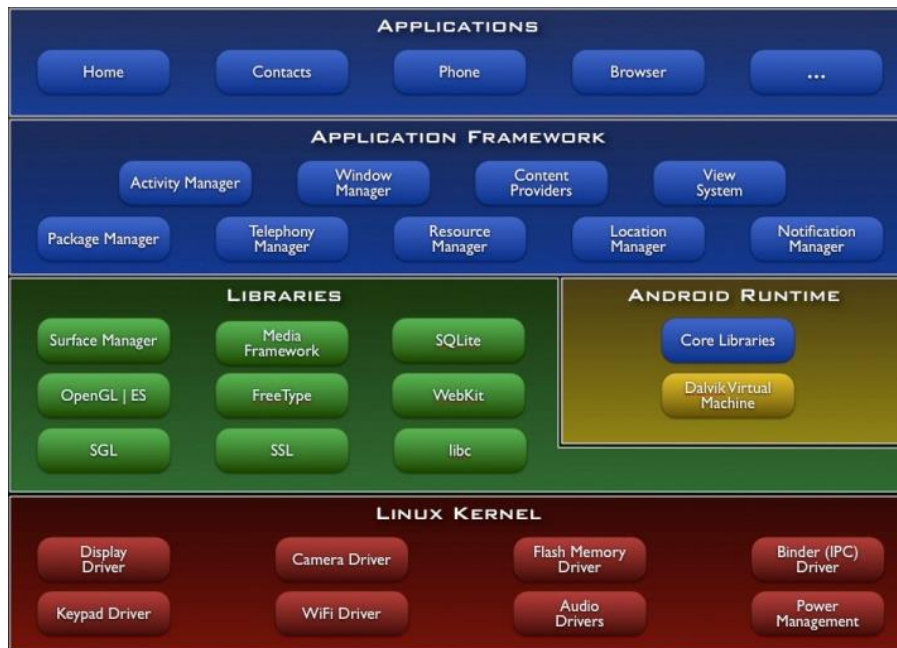 APPLICATIONS
Home
Contacts
Phone
Browser
...
APPLICATION FRAMEWORK
Activity Manager
Window
Manager
Content
Providers
View
System
Package Manager
Telephony
Manager
Resource
Manager
Location
Manager
Notification
Manager
LIBRARIES
Surface Manager
Media
Framework
SQLite
OpenGL | ES
FreeType
WebKit
SGL
SSL
libc
ANDROID RUNTIME
Core Libraries
Dalvik Virtual
Machine
LINUX KERNEL
Display
Driver
Camera Driver
Flash Memory
Driver
Binder (IPC)
Driver
Keypad Driver
WiFi Driver
Audio
Drivers
Power
Management